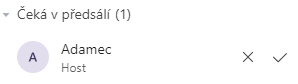 Čeká v předsálí (1)
A
Adamec
Host